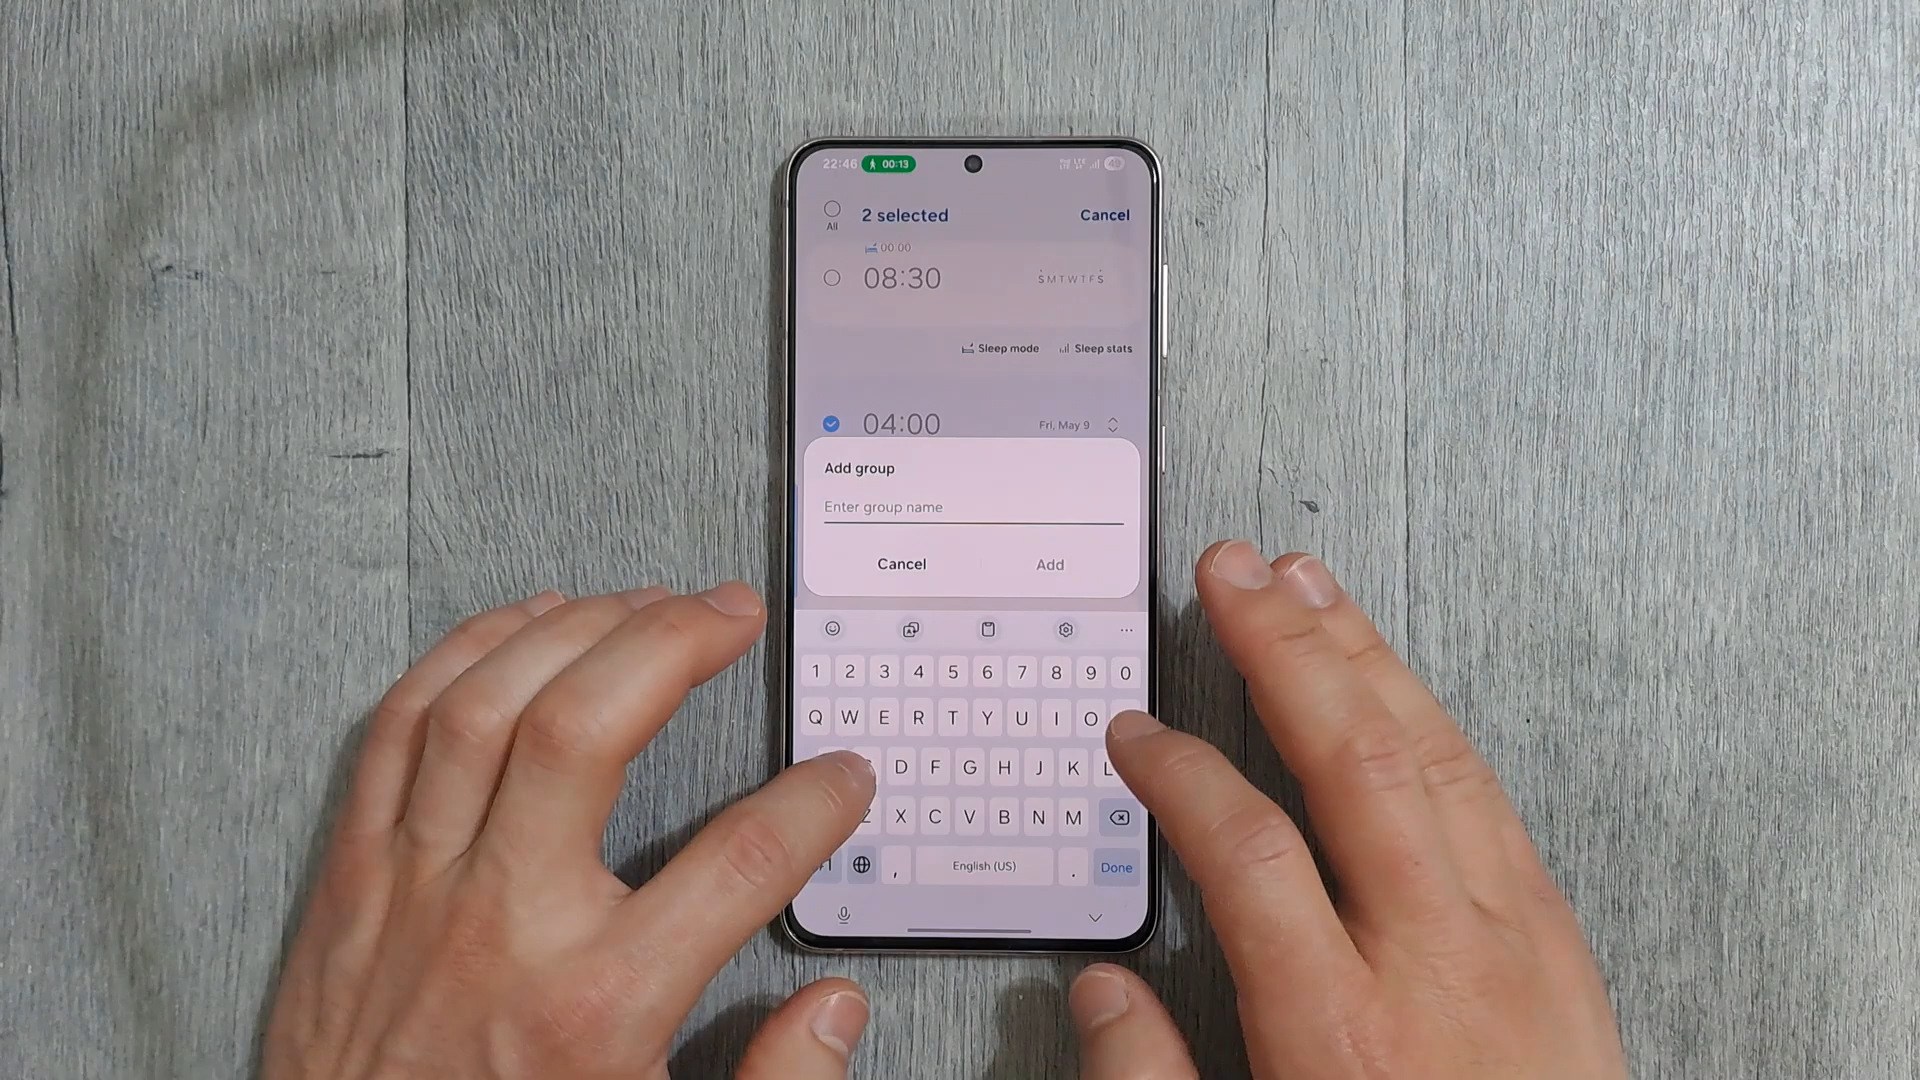 22:46 00:13
2 selected Cancel
All
00:00
08:30 SMTWTFS
Sleep mode Sleep stats
04:00 Fri, May 9
Add group
Enter group name
Cancel Add
1 2 3 4 5 6 7 8 9 0
Q W E R T Y U I O
D F G H J K L
Z X C V B N M
, English (US) . Done